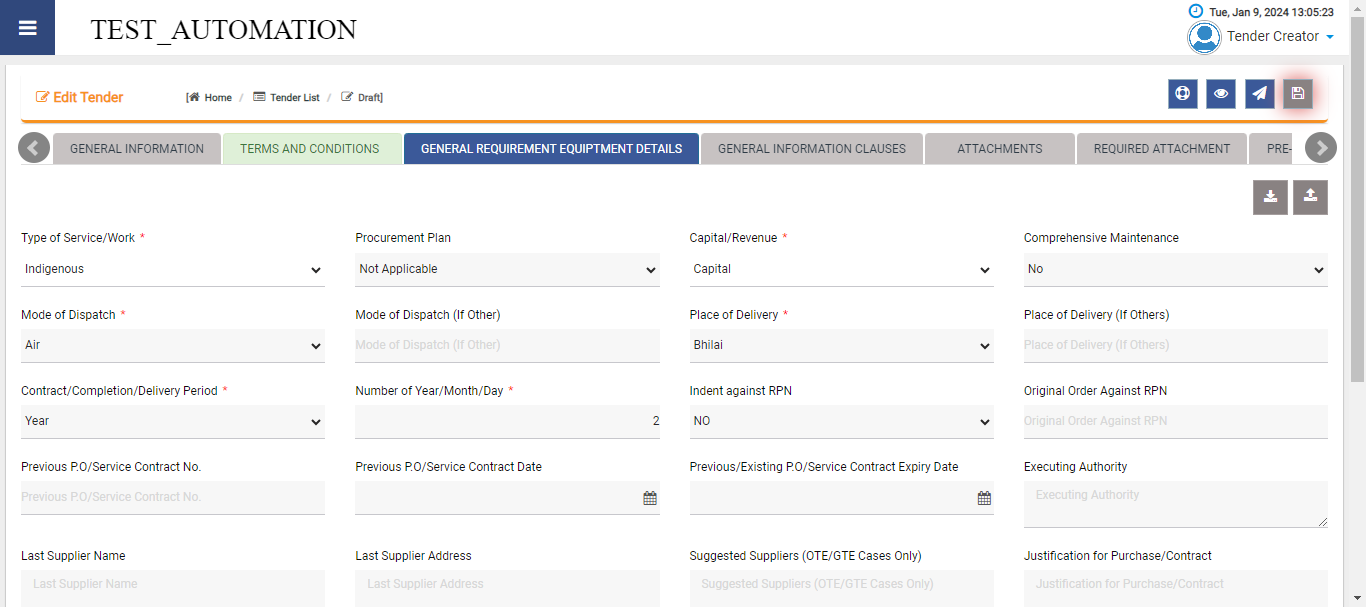 TEST_AUTOMATION
Tue, Jan 9, 2024 13:05:23
Tender Creator
Edit Tender
[Home / Tender List / Draft]
GENERAL INFORMATION
TERMS AND CONDITIONS
GENERAL REQUIREMENT EQUIPTMENT DETAILS
GENERAL INFORMATION CLAUSES
ATTACHMENTS
REQUIRED ATTACHMENT
PRE-
Type of Service/Work * Procurement Plan Capital/Revenue * Comprehensive Maintenance
Indigenous Not Applicable Capital No
Mode of Dispatch * Mode of Dispatch (If Other) Place of Delivery * Place of Delivery (If Others)
Air Mode of Dispatch (If Other) Bhilai Place of Delivery (If Others)
Contract/Completion/Delivery Period * Number of Year/Month/Day * Indent against RPN Original Order Against RPN
Year 2 NO Original Order Against RPN
Previous P.O/Service Contract No. Previous P.O/Service Contract Date Previous/Existing P.O/Service Contract Expiry Date Executing Authority
Previous P.O/Service Contract No. Executing Authority
Last Supplier Name Last Supplier Address Suggested Suppliers (OTE/GTE Cases Only) Justification for Purchase/Contract
Last Supplier Name Last Supplier Address Suggested Suppliers (OTE/GTE Cases Only) Justification for Purchase/Contract